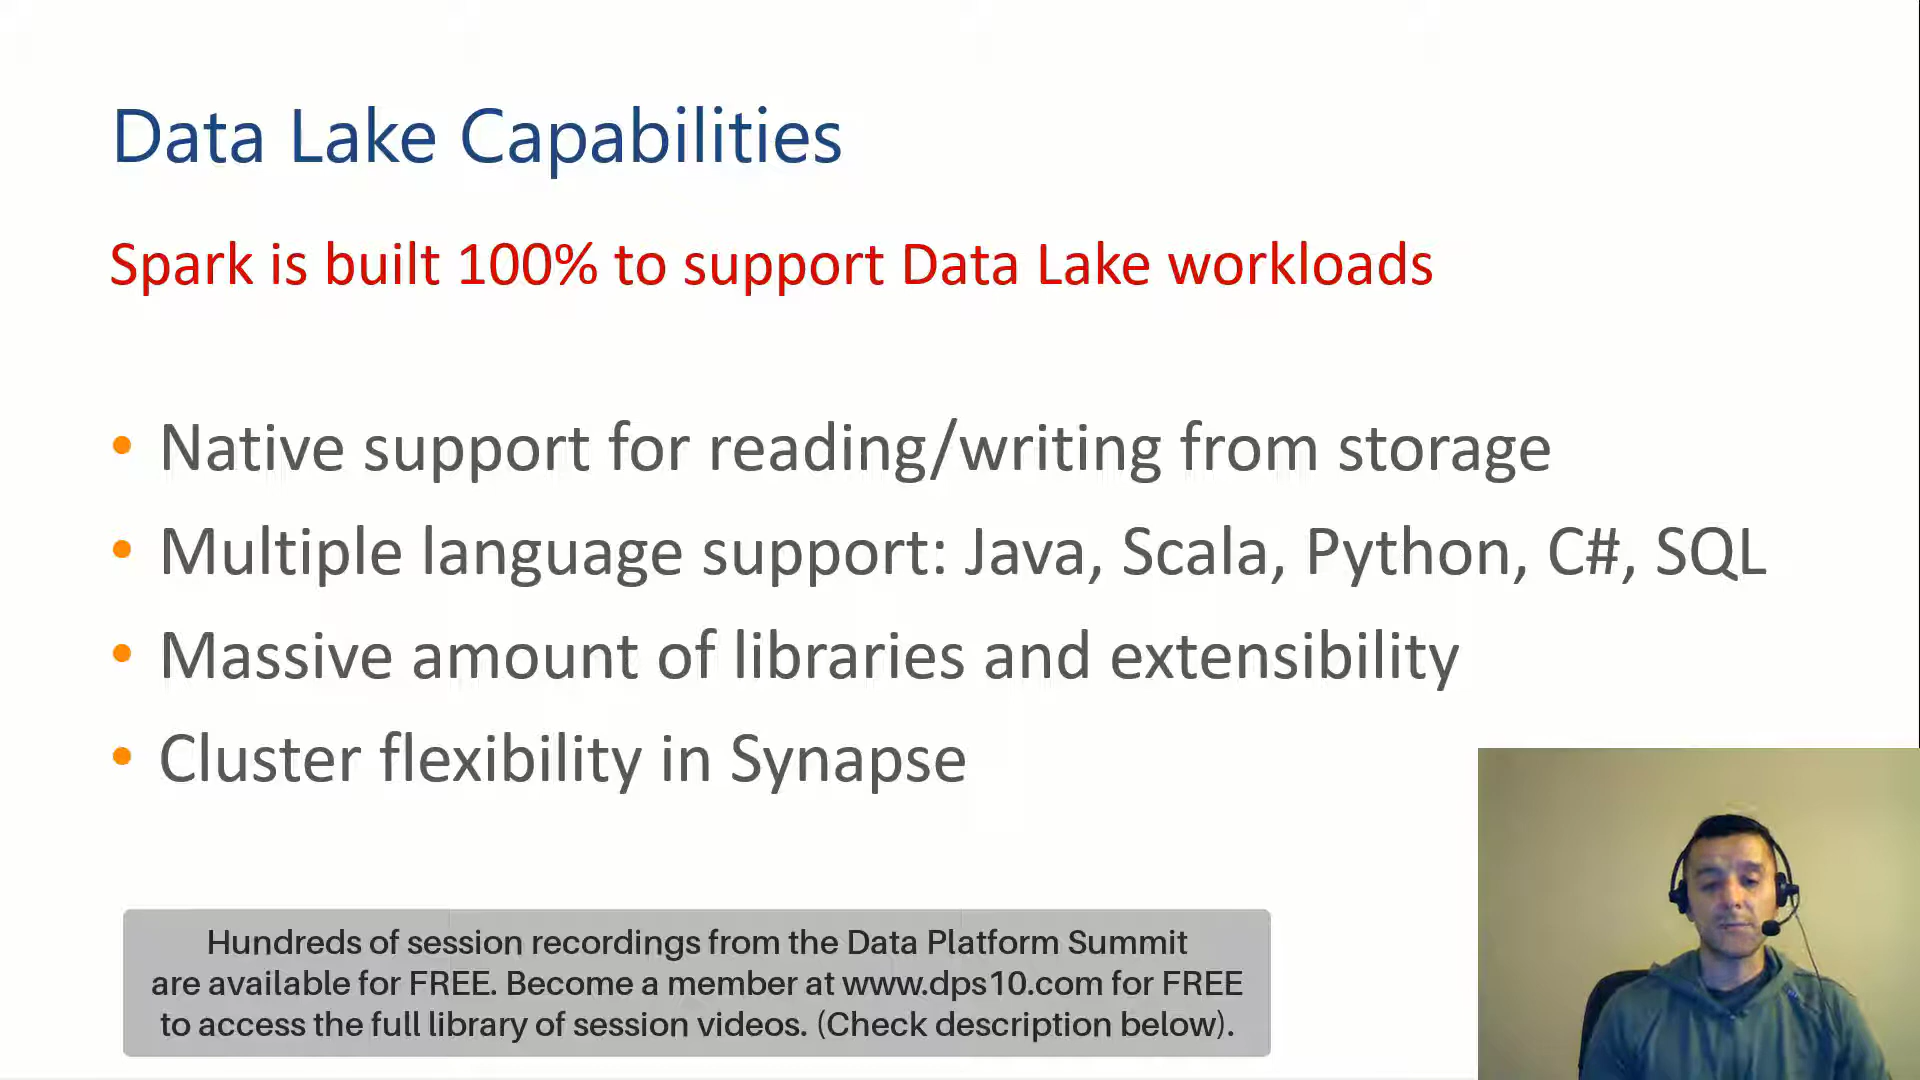 Data Lake Capabilities
Spark is built 100% to support Data Lake workloads
• Native support for reading/writing from storage
• Multiple language support: Java, Scala, Python, C#, SQL
• Massive amount of libraries and extensibility
• Cluster flexibility in Synapse
Hundreds of session recordings from the Data Platform Summit
are available for FREE. Become a member at www.dps10.com for FREE
to access the full library of session videos. (Check description below).